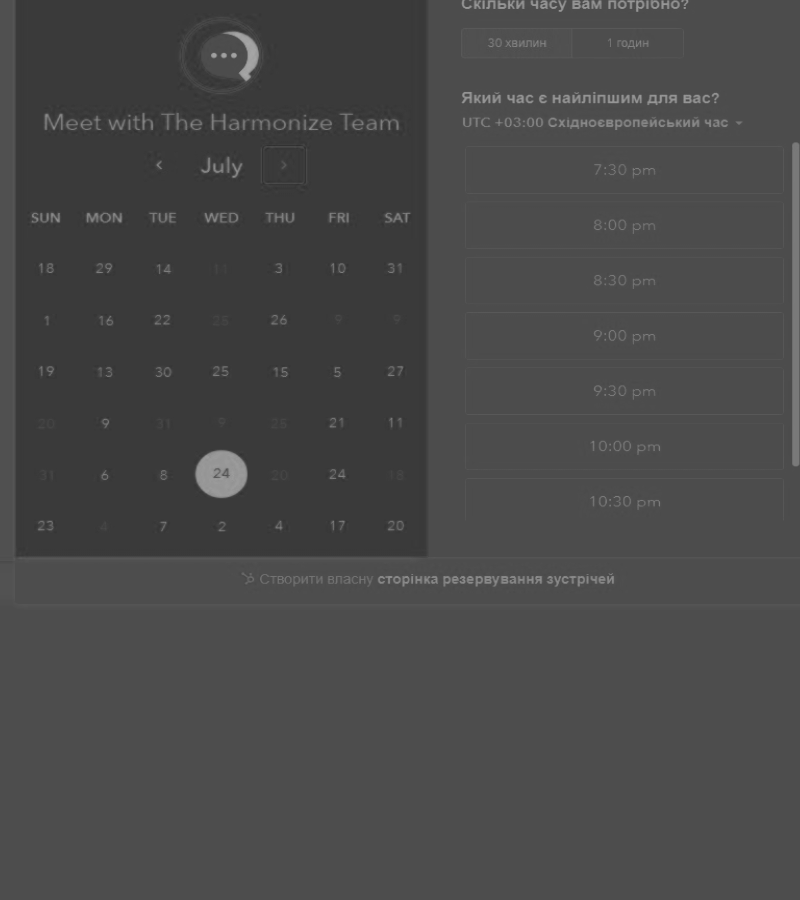 Скільки часу вам потрібно?
30 хвилин 1 годин
Meet with The Harmonize Team
July
Який час є найліпшим для вас?
UTC +03:00 Східноєвропейський час
SUN MON TUE WED THU FRI SAT
18 29 14 3 10 31
1 16 22 25 26 9 9
19 13 30 25 15 5 27
20 9 31 9 25 21 11
31 6 8 24 20 24 18
23 4 7 2 4 17 20
7:30 pm
8:00 pm
8:30 pm
9:00 pm
9:30 pm
10:00 pm
10:30 pm
Створити власну сторінка резервування зустрічей